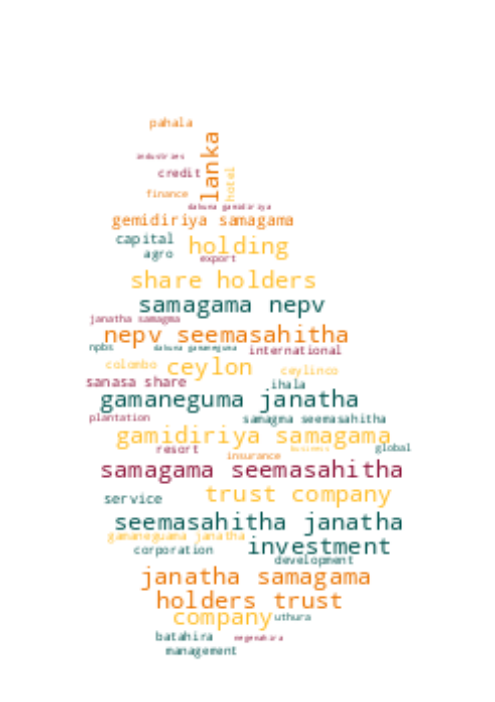 pahala
lanka
industries
credit
hotel
finance
dakuna gamidiriya
gemidiriya samagama
capital
holding
agro
export
share holders
samagama nepv
janatha samagma
nepv seemasahitha
npbs
dakuna gamaneguma
international
colombo
ceylon
ceylinco
sanasa share
ihala
gamaneguma janatha
plantation
samagma seemasahitha
gamidiriya samagama
resort
business
global
insurance
samagama seemasahitha
service
trust company
seemasahitha janatha
gamaneguama janatha
corporation
investment
development
janatha samagama
holders trust
company
uthura
batahira
negenahira
management